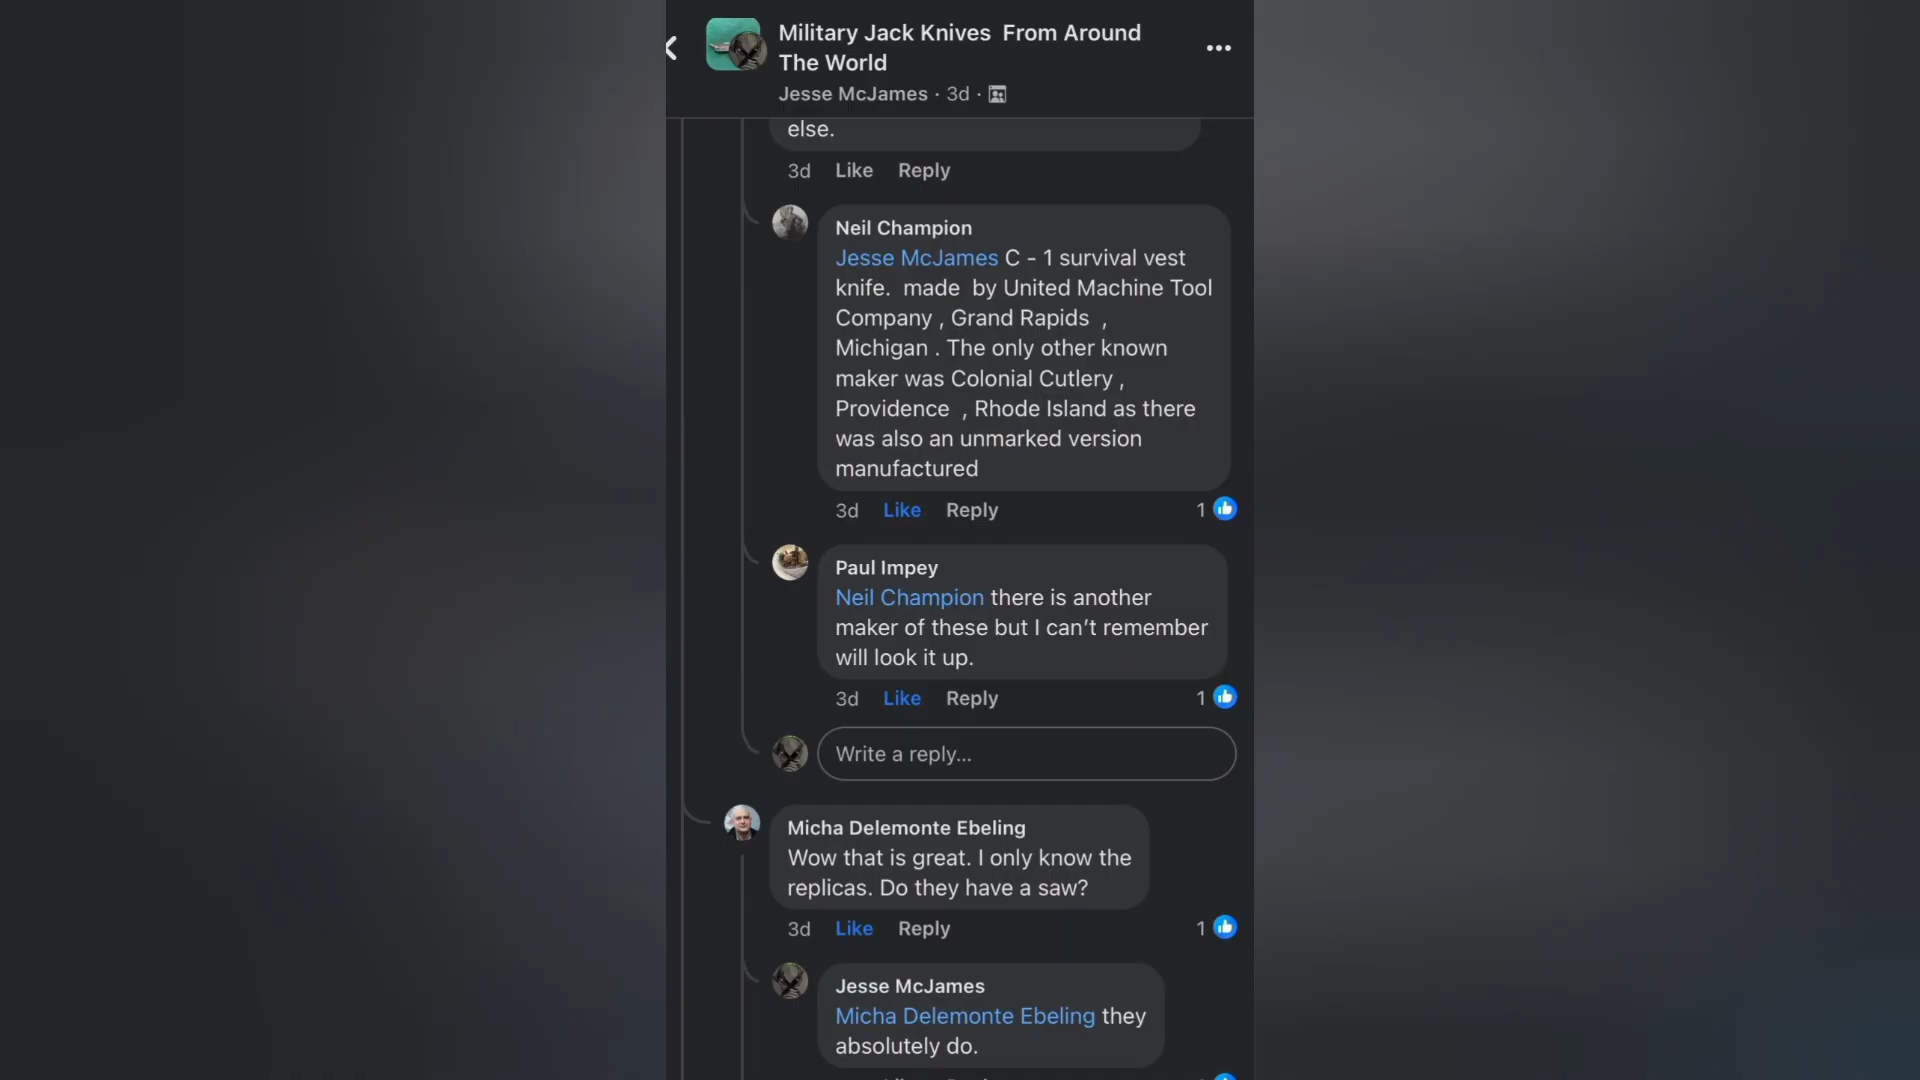 Military Jack Knives  From Around
The World
Jesse McJames · 3d ·
else.
3d Like Reply
Neil Champion
Jesse McJames C - 1 survival vest
knife.  made  by United Machine Tool
Company , Grand Rapids  ,
Michigan . The only other known
maker was Colonial Cutlery ,
Providence  , Rhode Island as there
was also an unmarked version
manufactured
3d Like Reply 1
Paul Impey
Neil Champion there is another
maker of these but I can’t remember
will look it up.
3d Like Reply 1
Write a reply...
Micha Delemonte Ebeling
Wow that is great. I only know the
replicas. Do they have a saw?
3d Like Reply 1
Jesse McJames
Micha Delemonte Ebeling they
absolutely do.